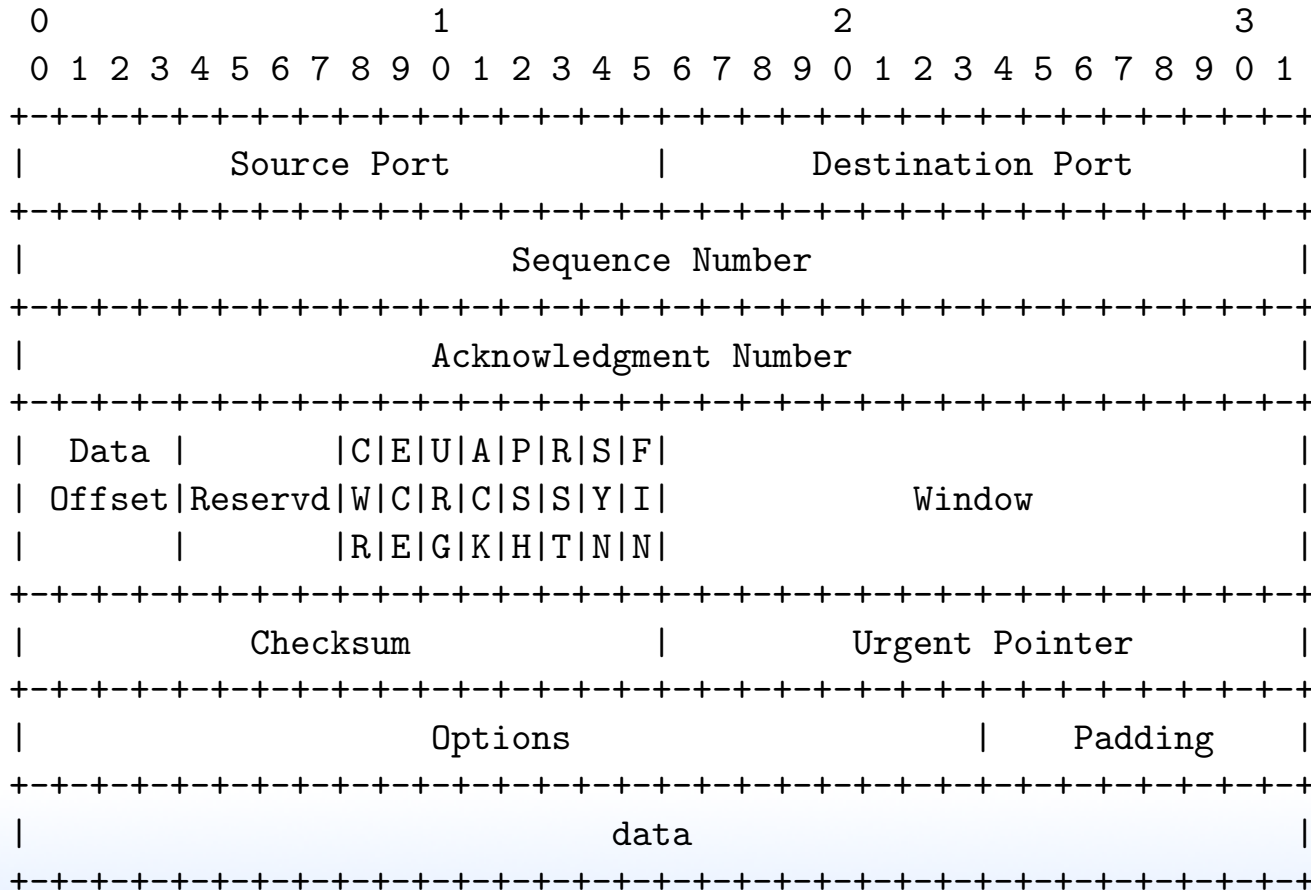 0                   1                   2                   3
 0 1 2 3 4 5 6 7 8 9 0 1 2 3 4 5 6 7 8 9 0 1 2 3 4 5 6 7 8 9 0 1
+-+-+-+-+-+-+-+-+-+-+-+-+-+-+-+-+-+-+-+-+-+-+-+-+-+-+-+-+-+-+-+-+
|          Source Port          |       Destination Port        |
+-+-+-+-+-+-+-+-+-+-+-+-+-+-+-+-+-+-+-+-+-+-+-+-+-+-+-+-+-+-+-+-+
|                        Sequence Number                        |
+-+-+-+-+-+-+-+-+-+-+-+-+-+-+-+-+-+-+-+-+-+-+-+-+-+-+-+-+-+-+-+-+
|                    Acknowledgment Number                      |
+-+-+-+-+-+-+-+-+-+-+-+-+-+-+-+-+-+-+-+-+-+-+-+-+-+-+-+-+-+-+-+-+
|  Data |       |C|E|U|A|P|R|S|F|                               |
| Offset|Reservd|W|C|R|C|S|S|Y|I|            Window             |
|       |       |R|E|G|K|H|T|N|N|                               |
+-+-+-+-+-+-+-+-+-+-+-+-+-+-+-+-+-+-+-+-+-+-+-+-+-+-+-+-+-+-+-+-+
|           Checksum            |         Urgent Pointer        |
+-+-+-+-+-+-+-+-+-+-+-+-+-+-+-+-+-+-+-+-+-+-+-+-+-+-+-+-+-+-+-+-+
|                    Options                    |    Padding    |
+-+-+-+-+-+-+-+-+-+-+-+-+-+-+-+-+-+-+-+-+-+-+-+-+-+-+-+-+-+-+-+-+
|                             data                              |
+-+-+-+-+-+-+-+-+-+-+-+-+-+-+-+-+-+-+-+-+-+-+-+-+-+-+-+-+-+-+-+-+